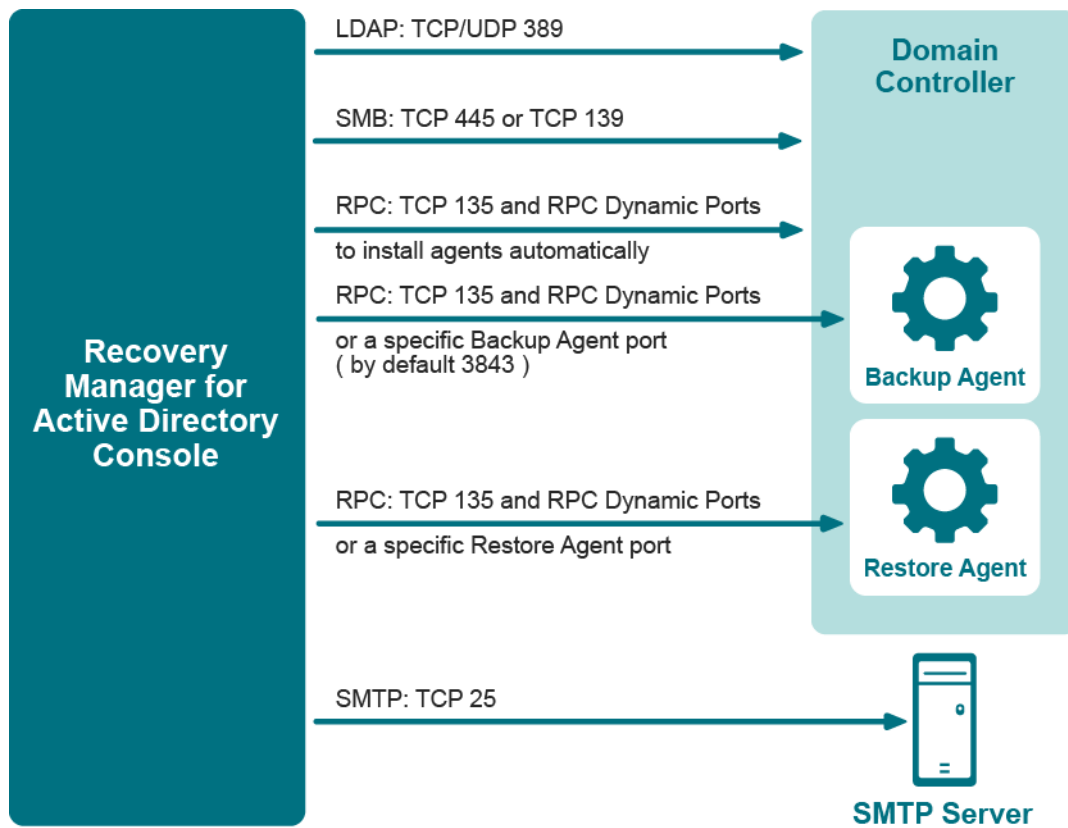 Recovery
Manager for
Active Directory
Console
LDAP: TCP/UDP 389
SMB: TCP 445 or TCP 139
RPC: TCP 135 and RPC Dynamic Ports
to install agents automatically
RPC: TCP 135 and RPC Dynamic Ports
or a specific Backup Agent port
( by default 3843 )
RPC: TCP 135 and RPC Dynamic Ports
or a specific Restore Agent port
SMTP: TCP 25
Domain
Controller
Backup Agent
Restore Agent
SMTP Server